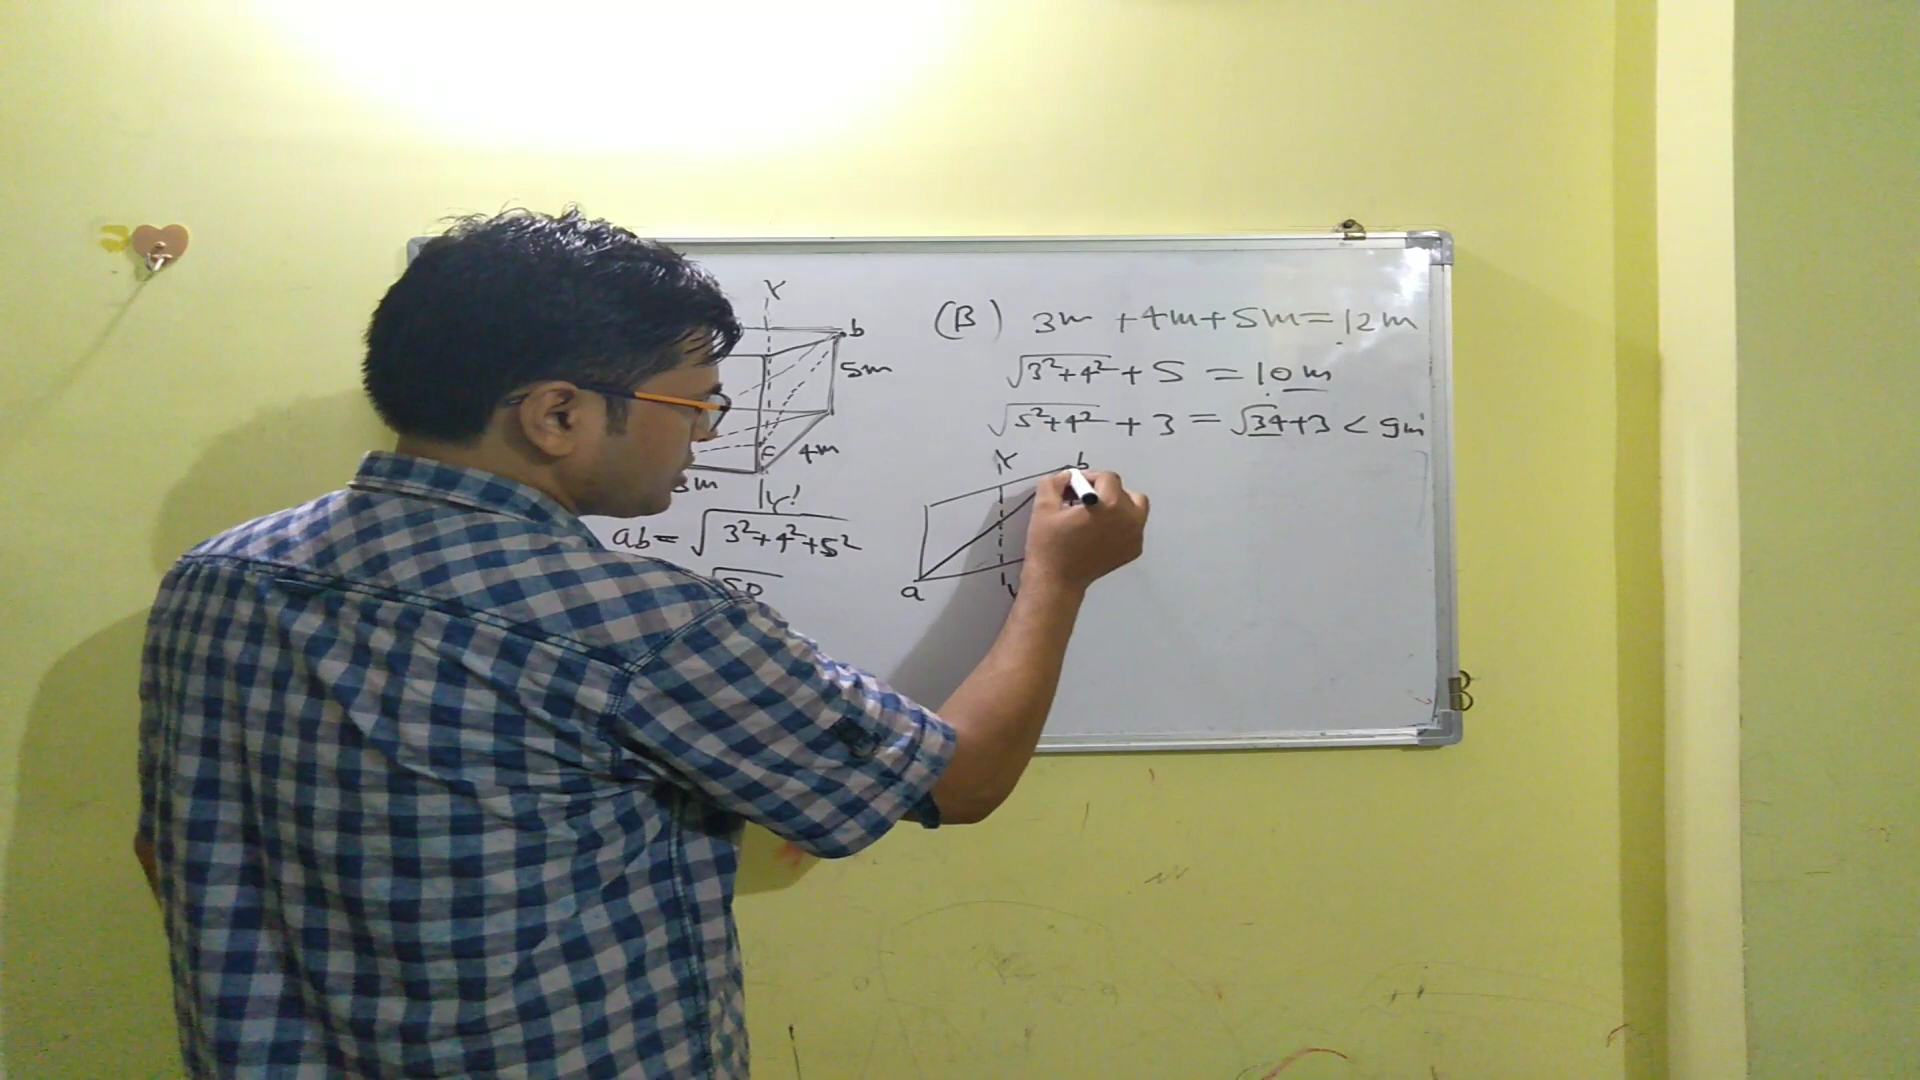 Y
b
5m
c
4m
3m
Y'
ab = √3²+4²+5²
√50
(B) 3m + 4m + 5m = 12m
√3²+4² + 5 = 10m
√5²+4² + 3 = √34+3 < 9m
Y
b
a